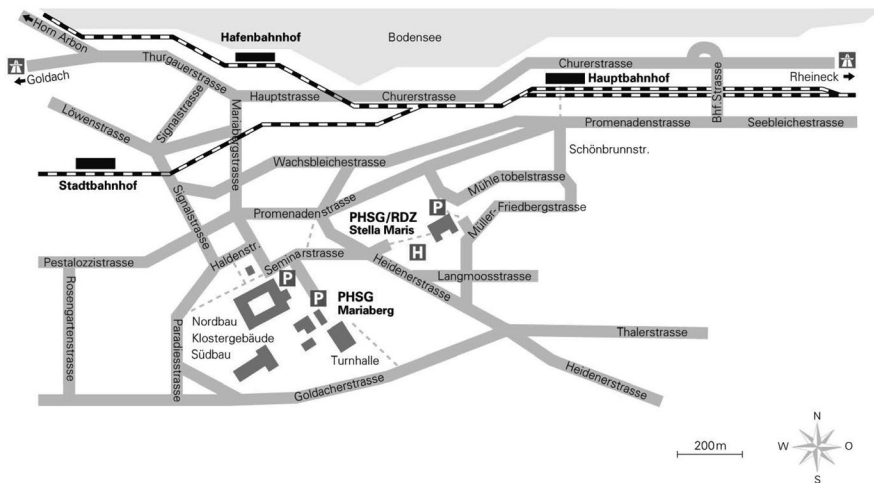 Horn Arbon
Hafenbahnhof
Bodensee
Goldach
Thurgauerstrasse
Churerstrasse
Hauptbahnhof
Rheineck
Löwenstrasse
Signalstrasse
Mariabergstrasse
Hauptstrasse
Churerstrasse
Bhf.Strasse
Promenadenstrasse
Seebleichestrasse
Schönbrunnstr.
Stadtbahnhof
Wachsbleichestrasse
Signalstrasse
Mühletobelstrasse
Promenadenstrasse
PHSG/RDZ
Stella Maris
P
Müller-Friedbergstrasse
H
Pestalozzistrasse
Haldenstr.
Seminarstrasse
Heidenerstrasse
Langmoosstrasse
Rosengartenstrasse
P
P
PHSG
Mariaberg
Paradiesstrasse
Nordbau
Klostergebäude
Südbau
Turnhalle
Thalerstrasse
Heidenerstrasse
Goldacherstrasse
200m
N
W
O
S